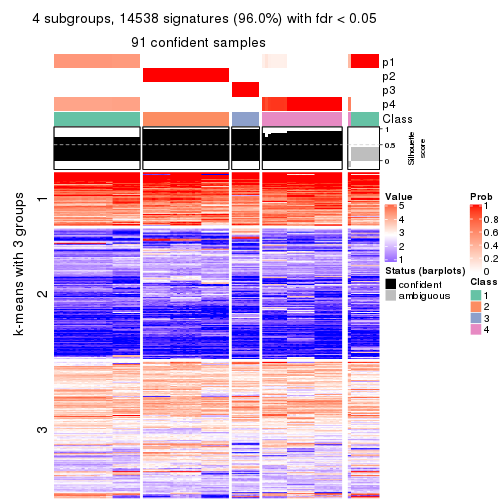 4 subgroups, 14538 signatures (96.0%) with fdr < 0.05
91 confident samples
p1
p2
p3
p4
Class
1
0.5
0
Silhouette
score
k-means with 3 groups
1
2
3
Value
5
4
3
2
1
Status (barplots)
confident
ambiguous
Prob
1
0.8
0.6
0.4
0.2
0
Class
1
2
3
4